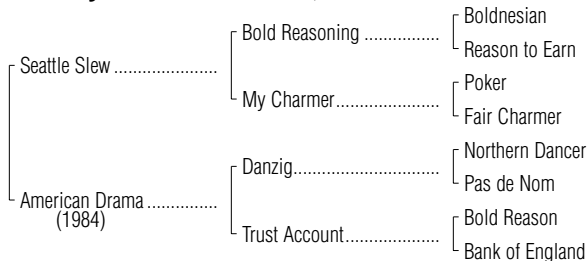 Boldnesian
Bold Reasoning ................
Reason to Earn
Seattle Slew .....................
Poker
My Charmer.....................
Fair Charmer
Northern Dancer
Danzig..............................
Pas de Nom
American Drama ..............
(1984)
Bold Reason
Trust Account...................
Bank of England